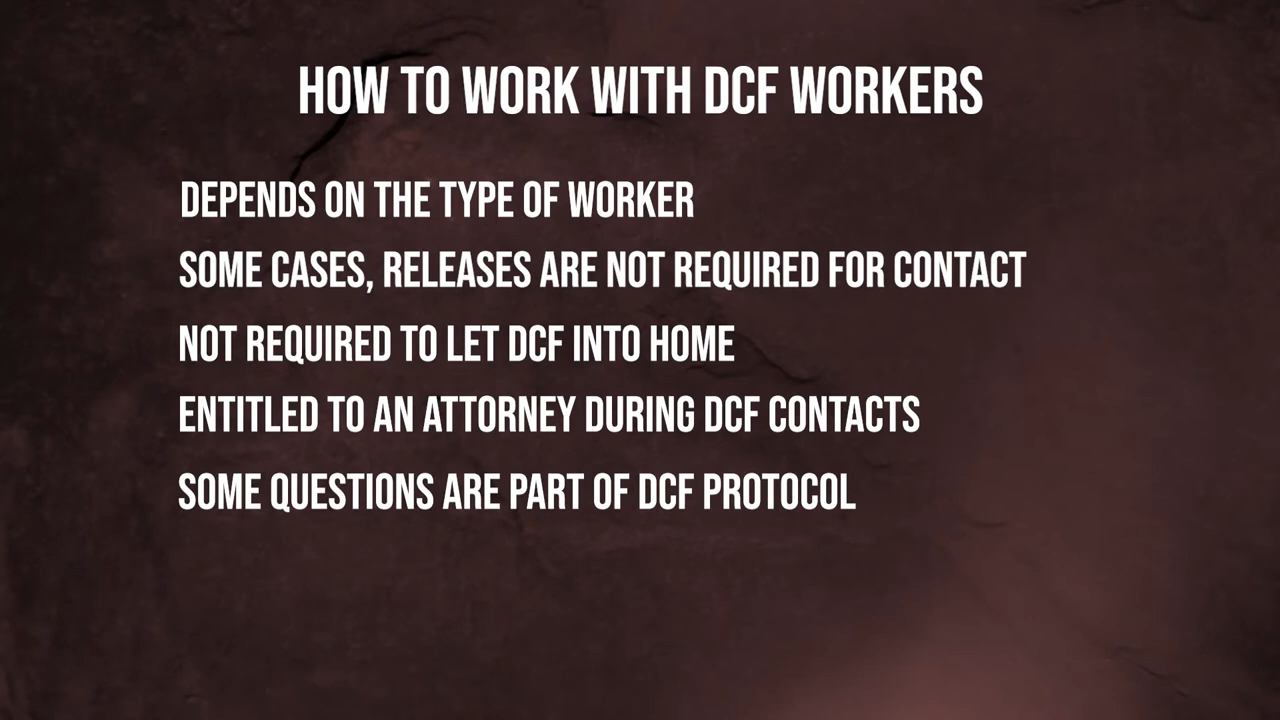 HOW TO WORK WITH DCF WORKERS
DEPENDS ON THE TYPE OF WORKER
SOME CASES, RELEASES ARE NOT REQUIRED FOR CONTACT
NOT REQUIRED TO LET DCF INTO HOME
ENTITLED TO AN ATTORNEY DURING DCF CONTACTS
SOME QUESTIONS ARE PART OF DCF PROTOCOL